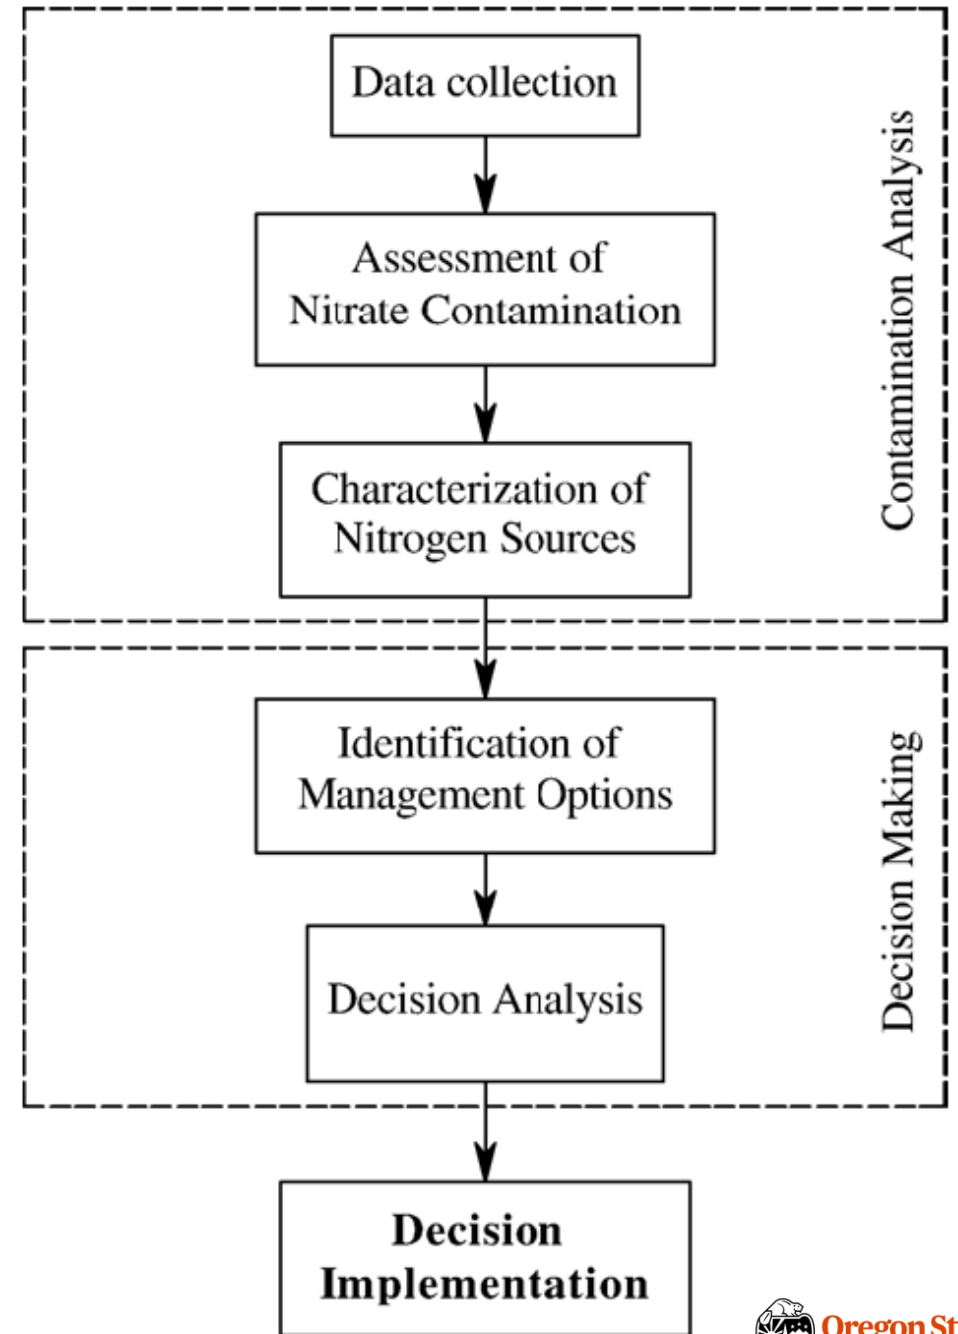 Data collection
Assessment of
Nitrate Contamination
Characterization of
Nitrogen Sources
Contamination Analysis
Identification of
Management Options
Decision Analysis
Decision Making
Decision
Implementation
Oregon